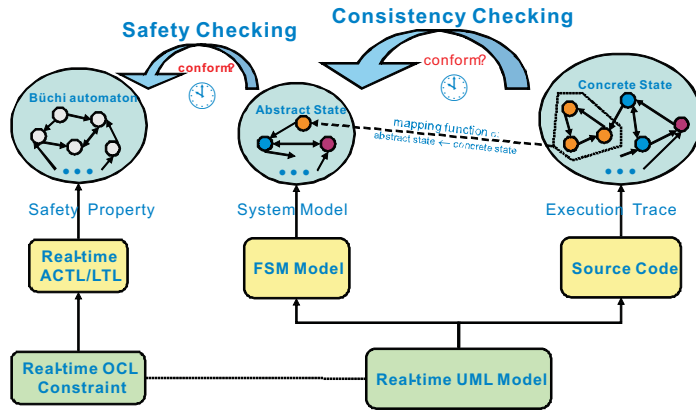 Safety Checking
Consistency Checking
conform?
conform?
Büchi automaton
Abstract State
Concrete State
mapping function
abstract state ← concrete state
Safety Property
System Model
Execution Trace
Real-time
ACTL/LTL
FSM Model
Source Code
Real-time OCL
Constraint
Real-time UML Model